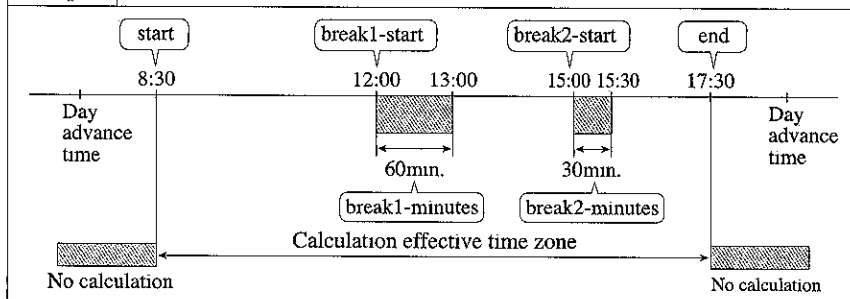 start break1-start break2-start end
8:30 12:00 13:00 15:00 15:30 17:30
Day advance time
Day advance time
60min. 30min.
break1-minutes break2-minutes
Calculation effective time zone
No calculation No calculation